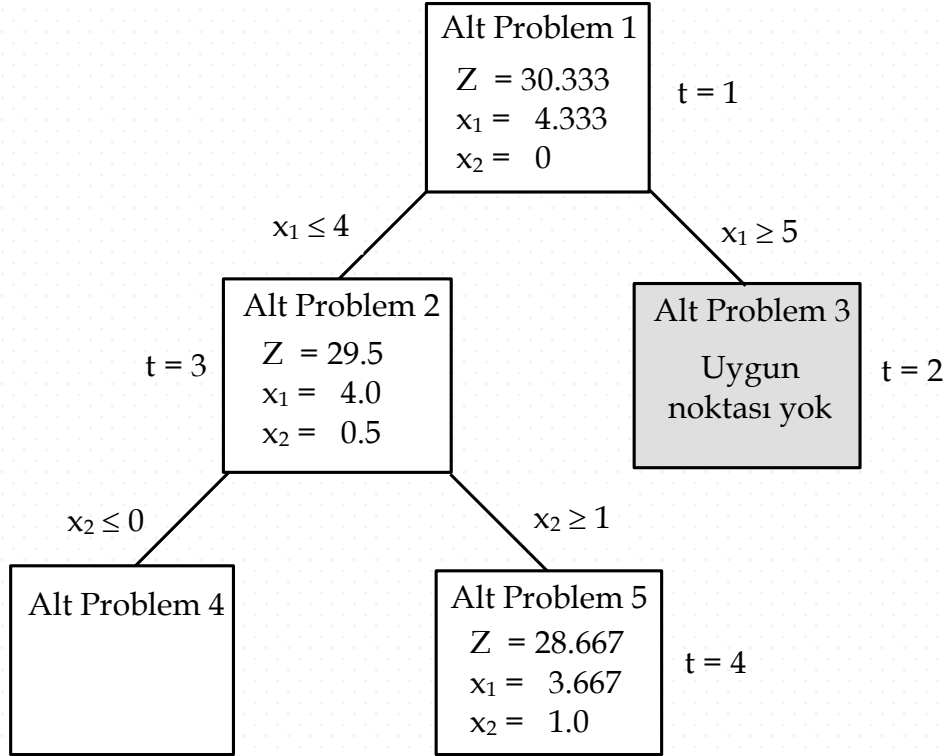 Alt Problem 1
Z = 30.333
x₁ = 4.333
x₂ = 0
t = 1
x₁ ≤ 4
x₁ ≥ 5
Alt Problem 2
Z = 29.5
x₁ = 4.0
x₂ = 0.5
t = 3
Alt Problem 3
Uygun
noktası yok
t = 2
x₂ ≤ 0
x₂ ≥ 1
Alt Problem 4
Alt Problem 5
Z = 28.667
x₁ = 3.667
x₂ = 1.0
t = 4